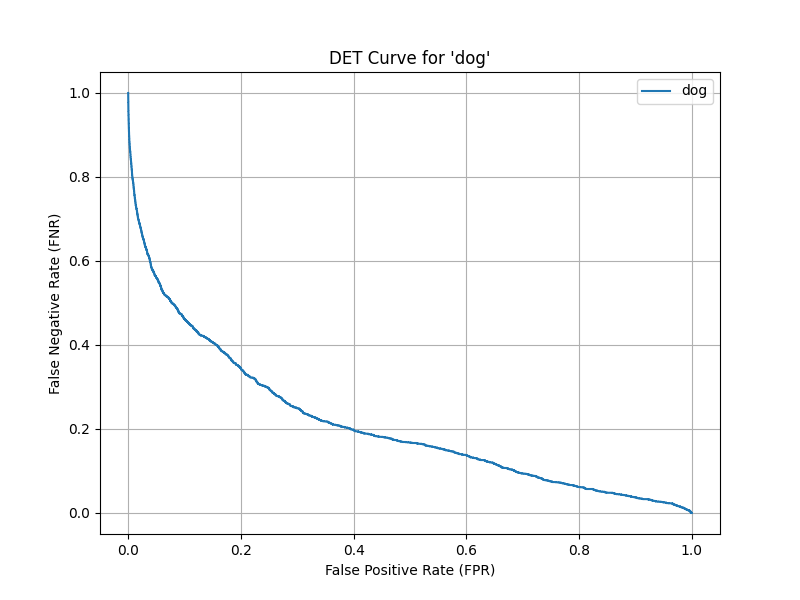 DET Curve for 'dog'
dog
1.0
0.8
0.6
0.4
0.2
0.0
False Negative Rate (FNR)
0.0 0.2 0.4 0.6 0.8 1.0
False Positive Rate (FPR)